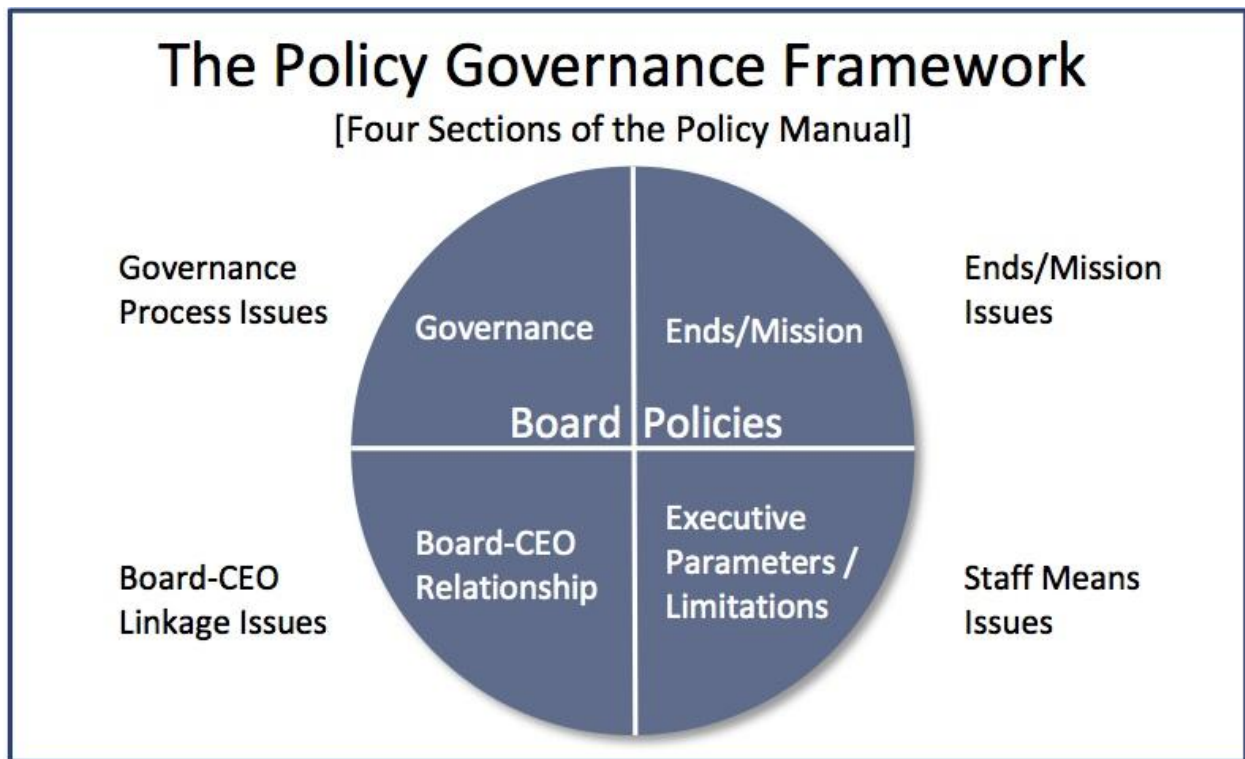 The Policy Governance Framework
[Four Sections of the Policy Manual]
Governance
Process Issues
Governance
Ends/Mission
Ends/Mission
Issues
Board Policies
Board-CEO
Linkage Issues
Board-CEO
Relationship
Executive
Parameters /
Limitations
Staff Means
Issues